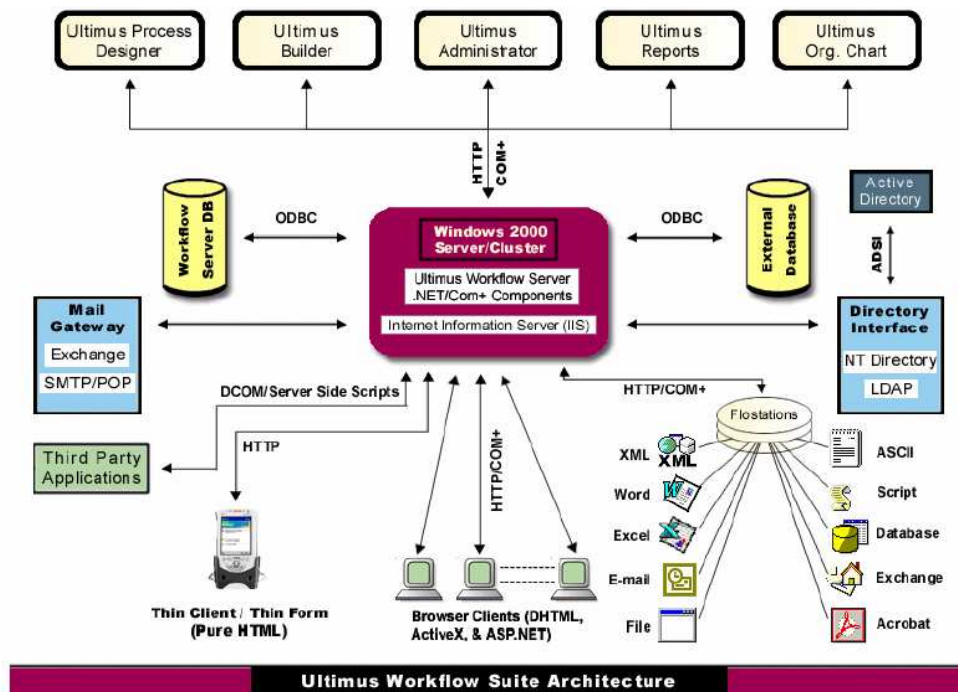 Ultimus Process
Designer
Ultimus
Builder
Ultimus
Administrator
Ultimus
Reports
Ultimus
Org. Chart
HTTP
COM+
Workflow
Server DB
ODBC
Windows 2000
Server/Cluster
Ultimus Workflow Server
.NET/Com+ Components
Internet Information Server (IIS)
ODBC
External
Database
Active
Directory
ADSI
Mail
Gateway
Exchange
SMTP/POP
Directory
Interface
NT Directory
LDAP
DCOM/Server Side Scripts
HTTP/COM+
Third Party
Applications
HTTP
HTTP/COM+
Flostations
XML
XML
ASCII
Word
W
Script
Excel
X
Database
E-mail
Exchange
File
Acrobat
Thin Client / Thin Form
(Pure HTML)
Browser Clients (DHTML,
ActiveX, & ASP.NET)
Ultimus Workflow Suite Architecture